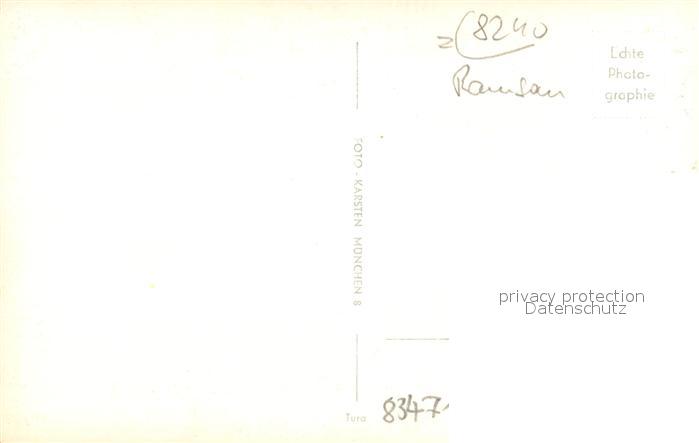 8240
Ramsau
Echte
Photo-
graphie
FOTO - KARSTEN MÜNCHEN 8
privacy protection
Datenschutz
Tura
8347